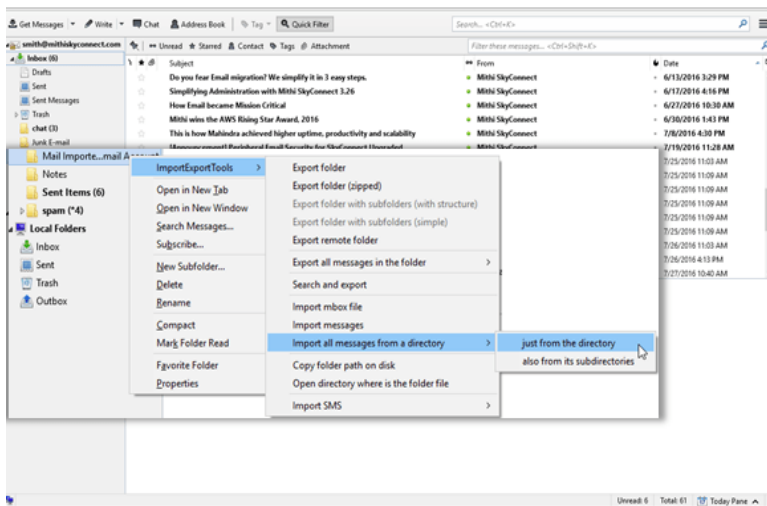 Get Messages Write Chat Address Book Tag Quick Filter Search... <Ctrl+K>
smith@mithiskyconnect.com Unread Starred Contact Tags Attachment Filter these messages... <Ctrl+Shift+K>
Inbox (6)
Drafts
Sent
Sent Messages
Trash
chat (3)
Junk E-mail
Subject From Date
Do you fear Email migration? We simplify it in 3 easy steps. Mithi SkyConnect 6/13/2016 3:29 PM
Simplifying Administration with Mithi SkyConnect 3.26 Mithi SkyConnect 6/17/2016 4:16 PM
How Email became Mission Critical Mithi SkyConnect 6/27/2016 10:30 AM
Mithi wins the AWS Rising Star Award, 2016 Mithi SkyConnect 6/30/2016 1:43 PM
This is how Mahindra achieved higher uptime, productivity and scalability Mithi SkyConnect 7/8/2016 4:30 PM
[Announcement] Peripheral Email Security for SkyConnect Upgraded Mithi SkyConnect 7/19/2016 11:28 AM
7/25/2016 11:03 AM
7/25/2016 11:09 AM
7/25/2016 11:09 AM
7/25/2016 11:09 AM
7/25/2016 11:09 AM
7/25/2016 11:09 AM
7/26/2016 11:03 AM
7/26/2016 4:13 PM
7/27/2016 10:40 AM
Mail Importe...mail Account
Notes
Sent Items (6)
spam (*4)
Local Folders
Inbox
Sent
Trash
Outbox
ImportExportTools
Open in New Tab
Open in New Window
Search Messages...
Subscribe...
New Subfolder...
Delete
Rename
Compact
Mark Folder Read
Favorite Folder
Properties
Export folder
Export folder (zipped)
Export folder with subfolders (with structure)
Export folder with subfolders (simple)
Export remote folder
Export all messages in the folder
Search and export
Import mbox file
Import messages
Import all messages from a directory
Copy folder path on disk
Open directory where is the folder file
Import SMS
just from the directory
also from its subdirectories
Unread: 6 Total: 61 Today Pane